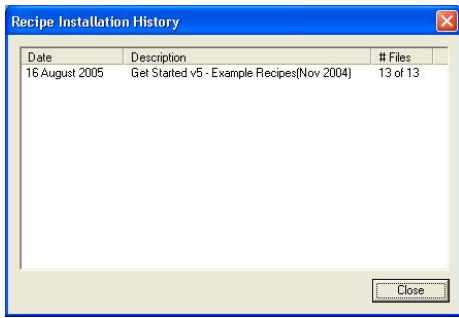 Recipe Installation History
Date Description # Files
16 August 2005 Get Started v5 - Example Recipes(Nov 2004) 13 of 13
Close